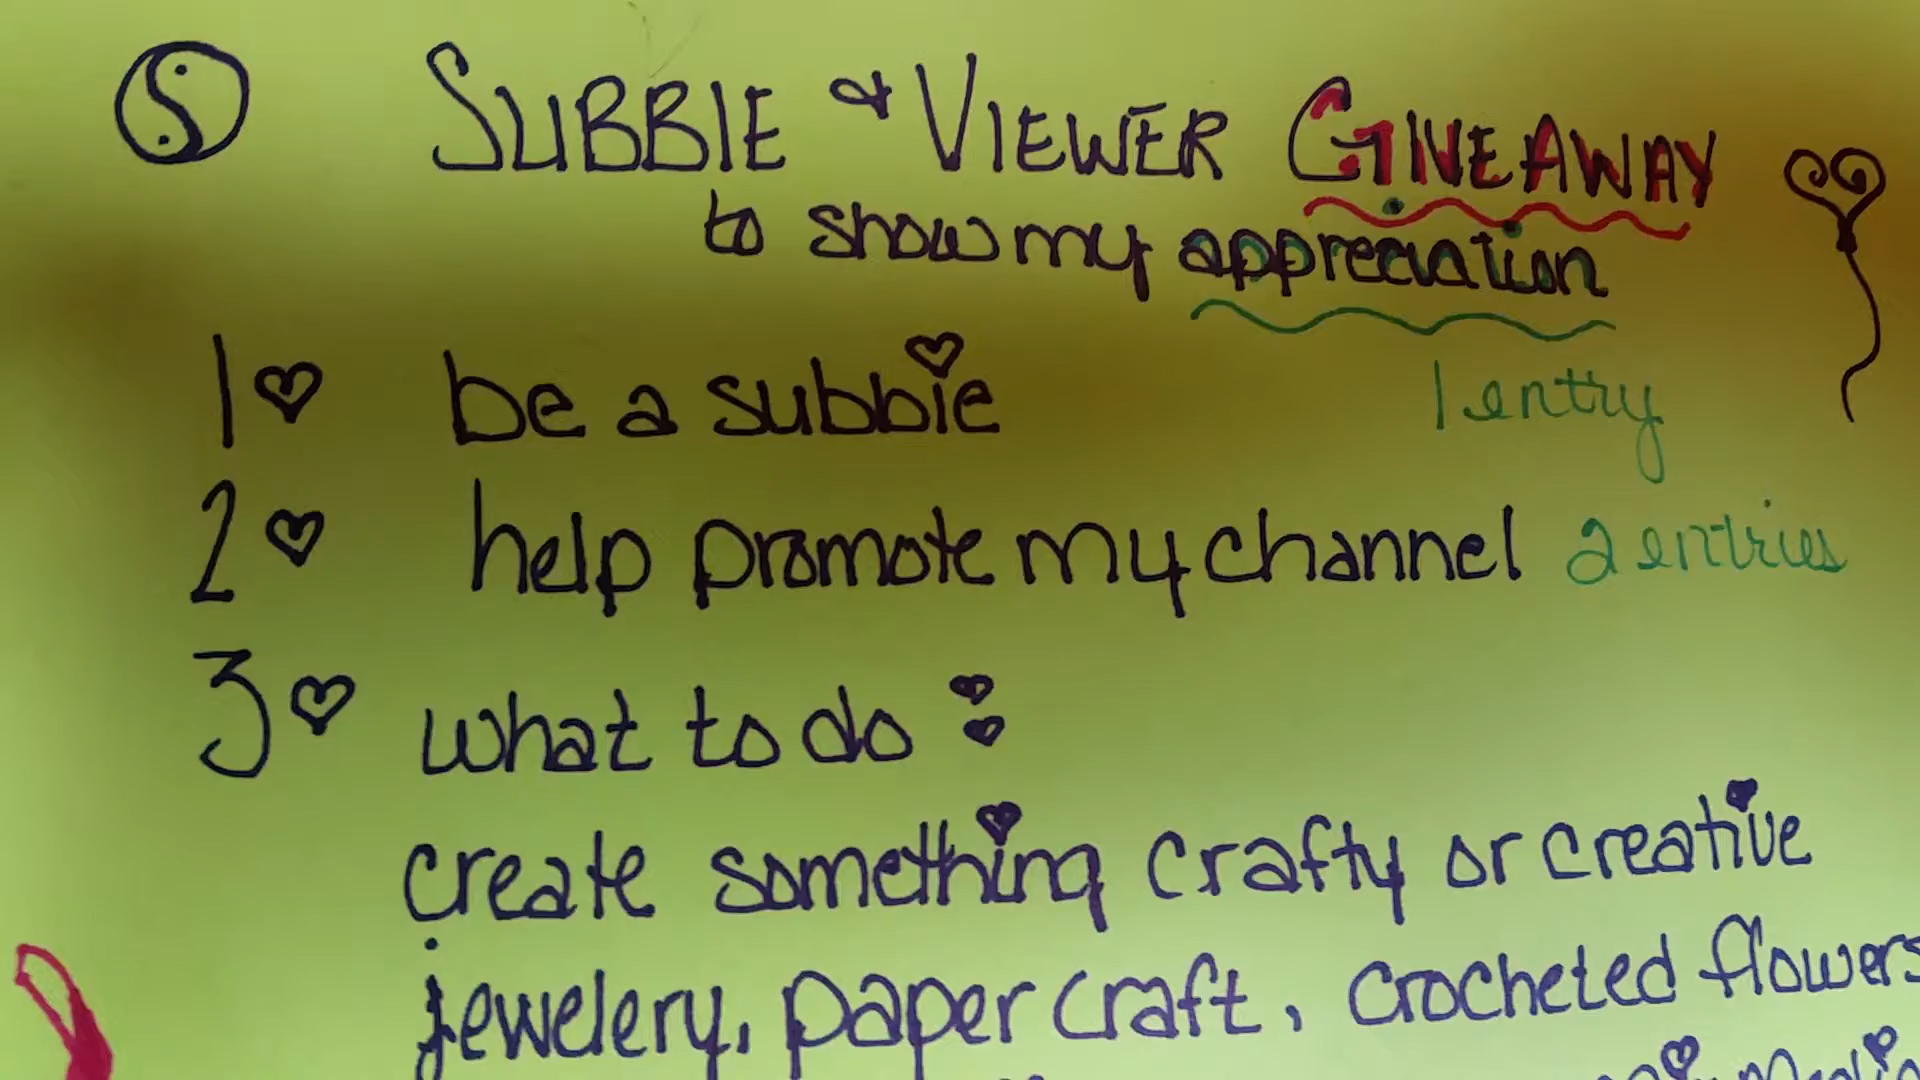 SUBBIE & VIEWER GIVEAWAY
to show my appreciation
1♡ be a subbie 1 entry
2♡ help promote my channel 2 entries
3♡ what to do :
create something crafty or creative
jewelery, paper craft, crocheted flowers